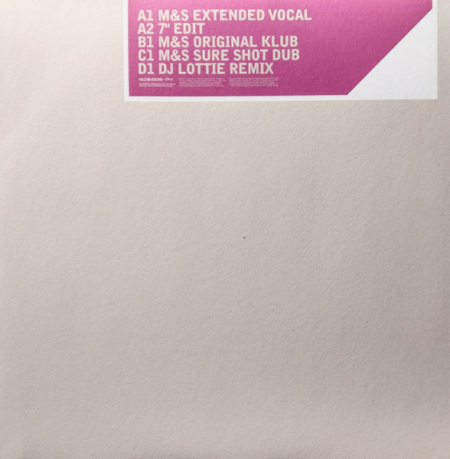 A1 M&S EXTENDED VOCAL
A2 7" EDIT
B1 M&S ORIGINAL KLUB
C1 M&S SURE SHOT DUB
D1 DJ LOTTIE REMIX